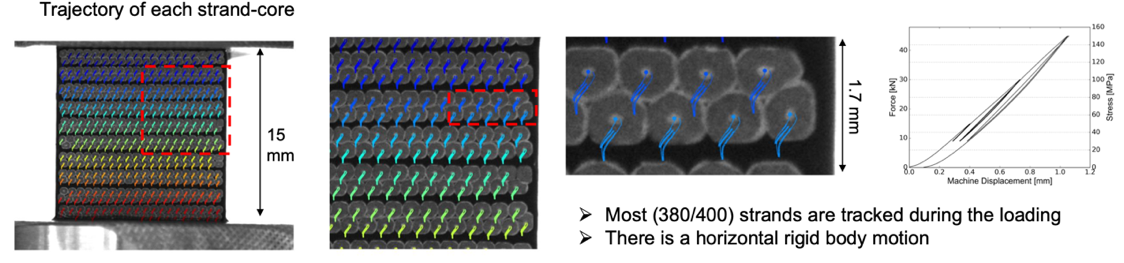 Trajectory of each strand-core
15
mm
1.7 mm
Force [kN]
40
30
20
10
0
0.0
0.2
0.4
0.6
0.8
1.0
1.2
Machine Displacement [mm]
160
140
120
100
80
60
40
20
0
Stress [MPa]
➢ Most (380/400) strands are tracked during the loading
➢ There is a horizontal rigid body motion